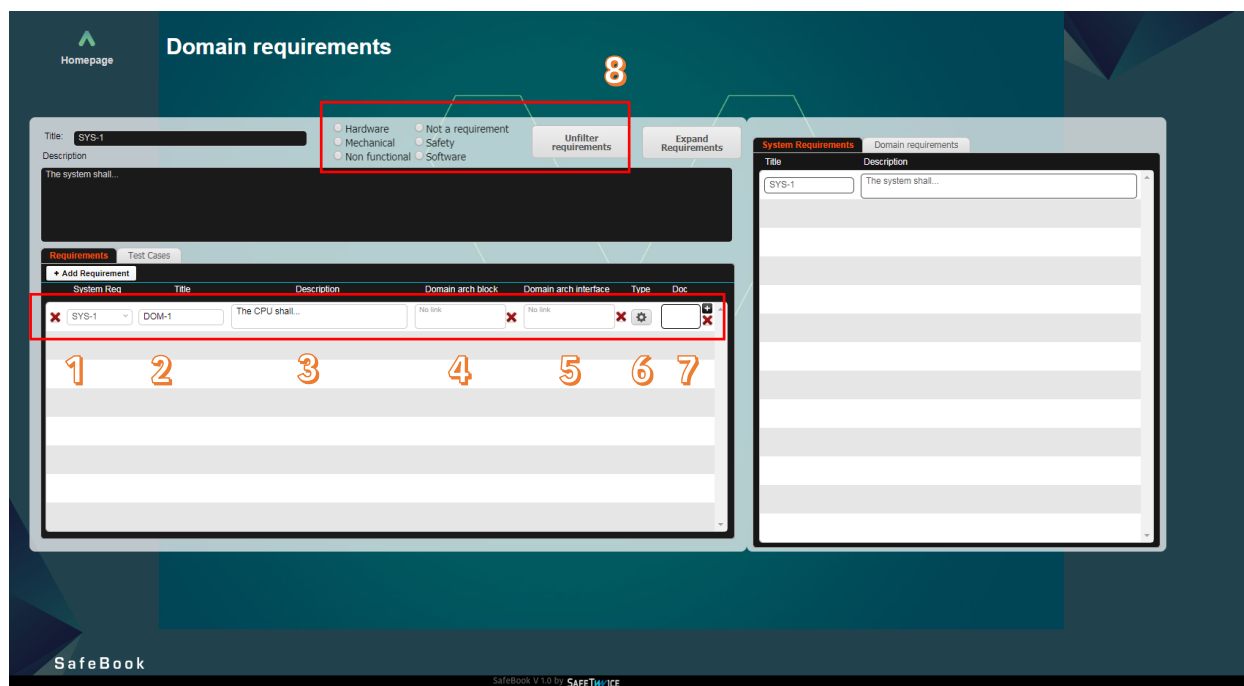 Homepage
Domain requirements
8
Title: SYS-1
Description
The system shall...
Hardware
Mechanical
Non functional
Not a requirement
Safety
Software
Unfilter
requirements
Expand
Requirements
Requirements Test Cases
+ Add Requirement
System Req Title Description Domain arch block Domain arch interface Type Doc
SYS-1 DOM-1 The CPU shall... No link No link
1 2 3 4 5 6 7
System Requirements Domain requirements
Title Description
SYS-1 The system shall...
SafeBook
SafeBook V 1.0 by SAFETWICE